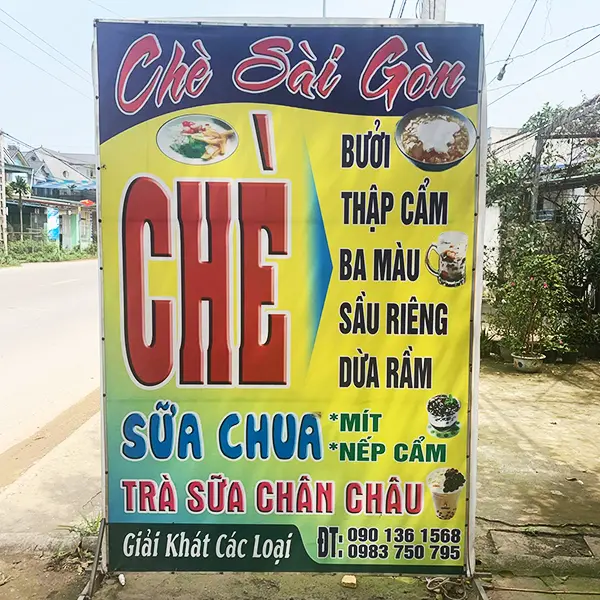 Chè Sài Gòn
CHÈ
BƯỞI
THẬP CẨM
BA MÀU
SẦU RIÊNG
DỪA RẦM
SỮA CHUA
*MÍT
*NẾP CẨM
TRÀ SỮA CHÂN CHÂU
Giải Khát Các Loại
ĐT: 090 136 1568
0983 750 795